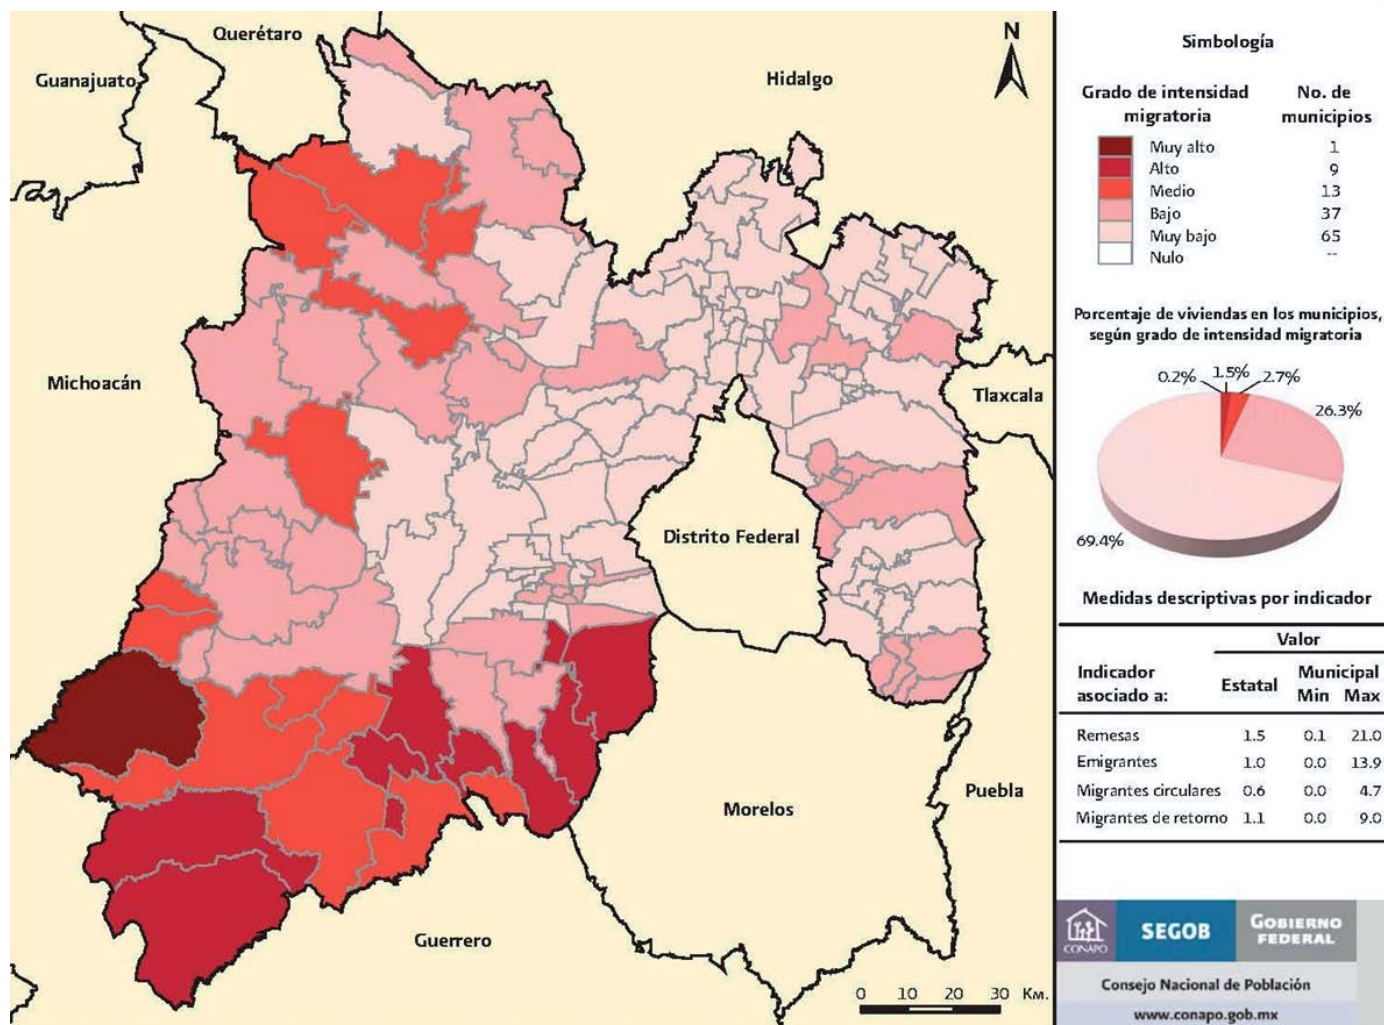 Querétaro
Guanajuato
Hidalgo
N
Michoacán
Tlaxcala
Distrito Federal
Morelos
Puebla
Guerrero
0 10 20 30 Км.
Simbología
Grado de intensidad migratoria
No. de municipios
Muy alto 1
Alto 9
Medio 13
Bajo 37
Muy bajo 65
Nulo --
Porcentaje de viviendas en los municipios,
según grado de intensidad migratoria
0.2% 1.5% 2.7%
26.3%
69.4%
Medidas descriptivas por indicador
Valor
Indicador asociado a:
Estatal
Municipal
Min Max
Remesas 1.5 0.1 21.0
Emigrantes 1.0 0.0 13.9
Migrantes circulares 0.6 0.0 4.7
Migrantes de retorno 1.1 0.0 9.0
CONAPO
SEGOB
GOBIERNO
FEDERAL
Consejo Nacional de Población
www.conapo.gob.mx